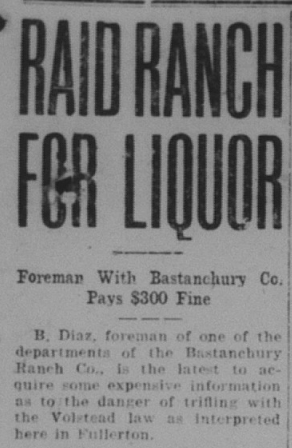 RAID RANCH
FOR LIQUOR
Foreman With Bastanchury Co.
Pays $300 Fine
B. Diaz, foreman of one of the
departments of the Bastanchury
Ranch Co., is the latest to ac-
quire some expensive information
as to the danger of trifling with
the Volstead law as interpreted
here in Fullerton.